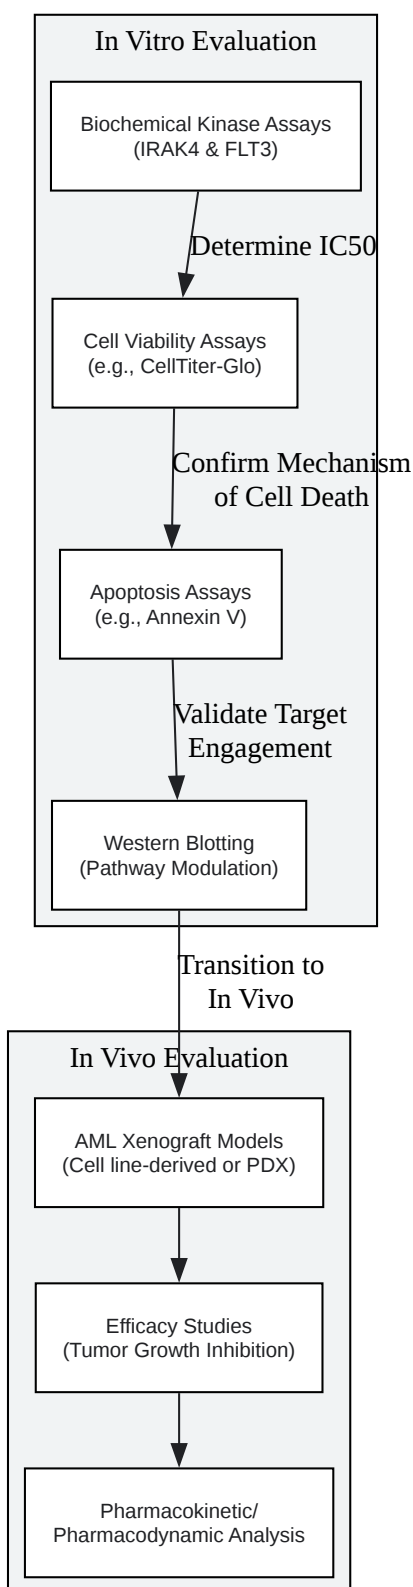 In Vitro Evaluation
Biochemical Kinase Assays
(IRAK4 & FLT3)
Determine IC50
Cell Viability Assays
(e.g., CellTiter-Glo)
Confirm Mechanism
of Cell Death
Apoptosis Assays
(e.g., Annexin V)
Validate Target
Engagement
Western Blotting
(Pathway Modulation)
Transition to
In Vivo
In Vivo Evaluation
AML Xenograft Models
(Cell line-derived or PDX)
Efficacy Studies
(Tumor Growth Inhibition)
Pharmacokinetic/
Pharmacodynamic Analysis